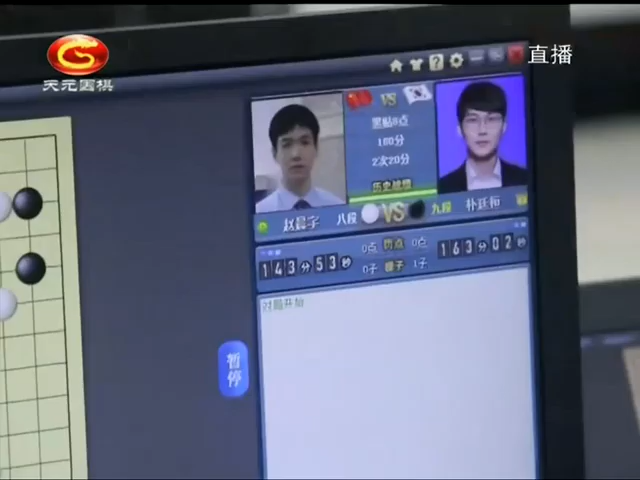 直播
天元围棋
VS
黑贴8点
180分
2次20分
历史战绩
赵晨宇 八段 VS 九段 朴廷桓
143分53秒 0点 罚点 0点 163分02秒
0子 提子 1子
对局开始
暂停